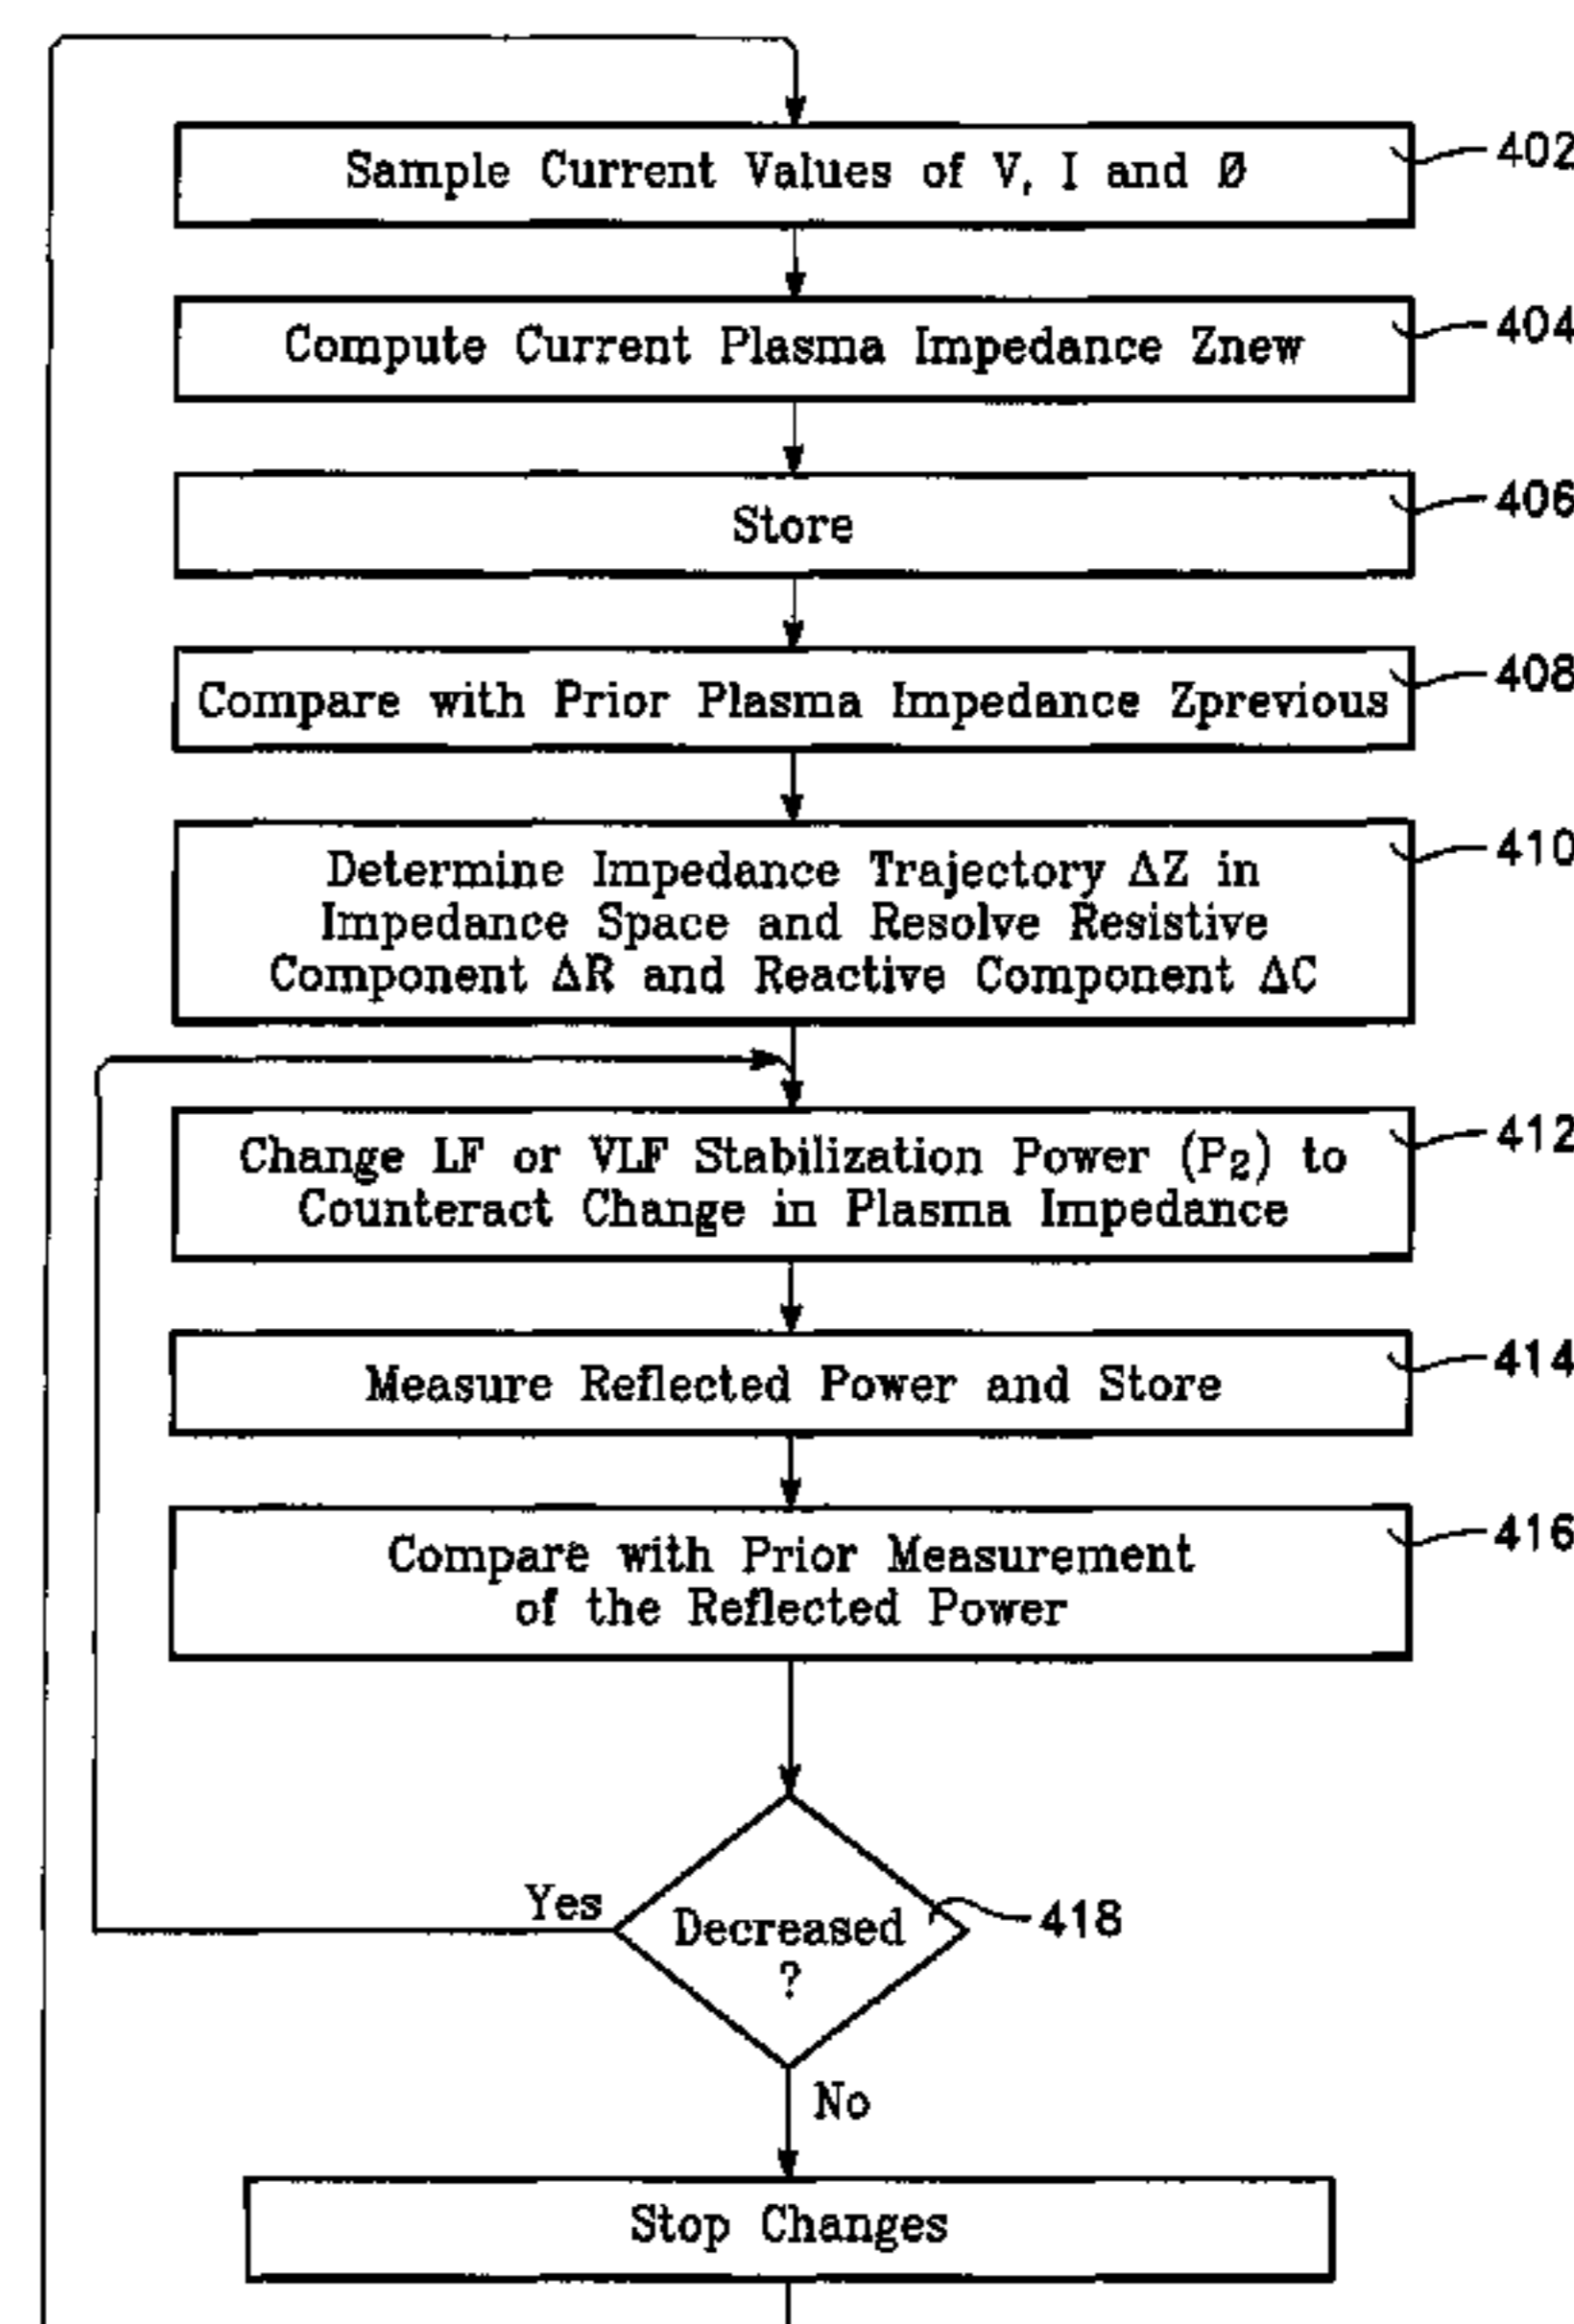 Sample Current Values of V, I and Ø
402
Compute Current Plasma Impedance Znew
404
Store
406
Compare with Prior Plasma Impedance Zprevious
408
Determine Impedance Trajectory ΔZ in
Impedance Space and Resolve Resistive
Component ΔR and Reactive Component ΔC
410
Change LF or VLF Stabilization Power (P₂) to
Counteract Change in Plasma Impedance
412
Measure Reflected Power and Store
414
Compare with Prior Measurement
of the Reflected Power
416
Yes
Decreased
?
418
No
Stop Changes